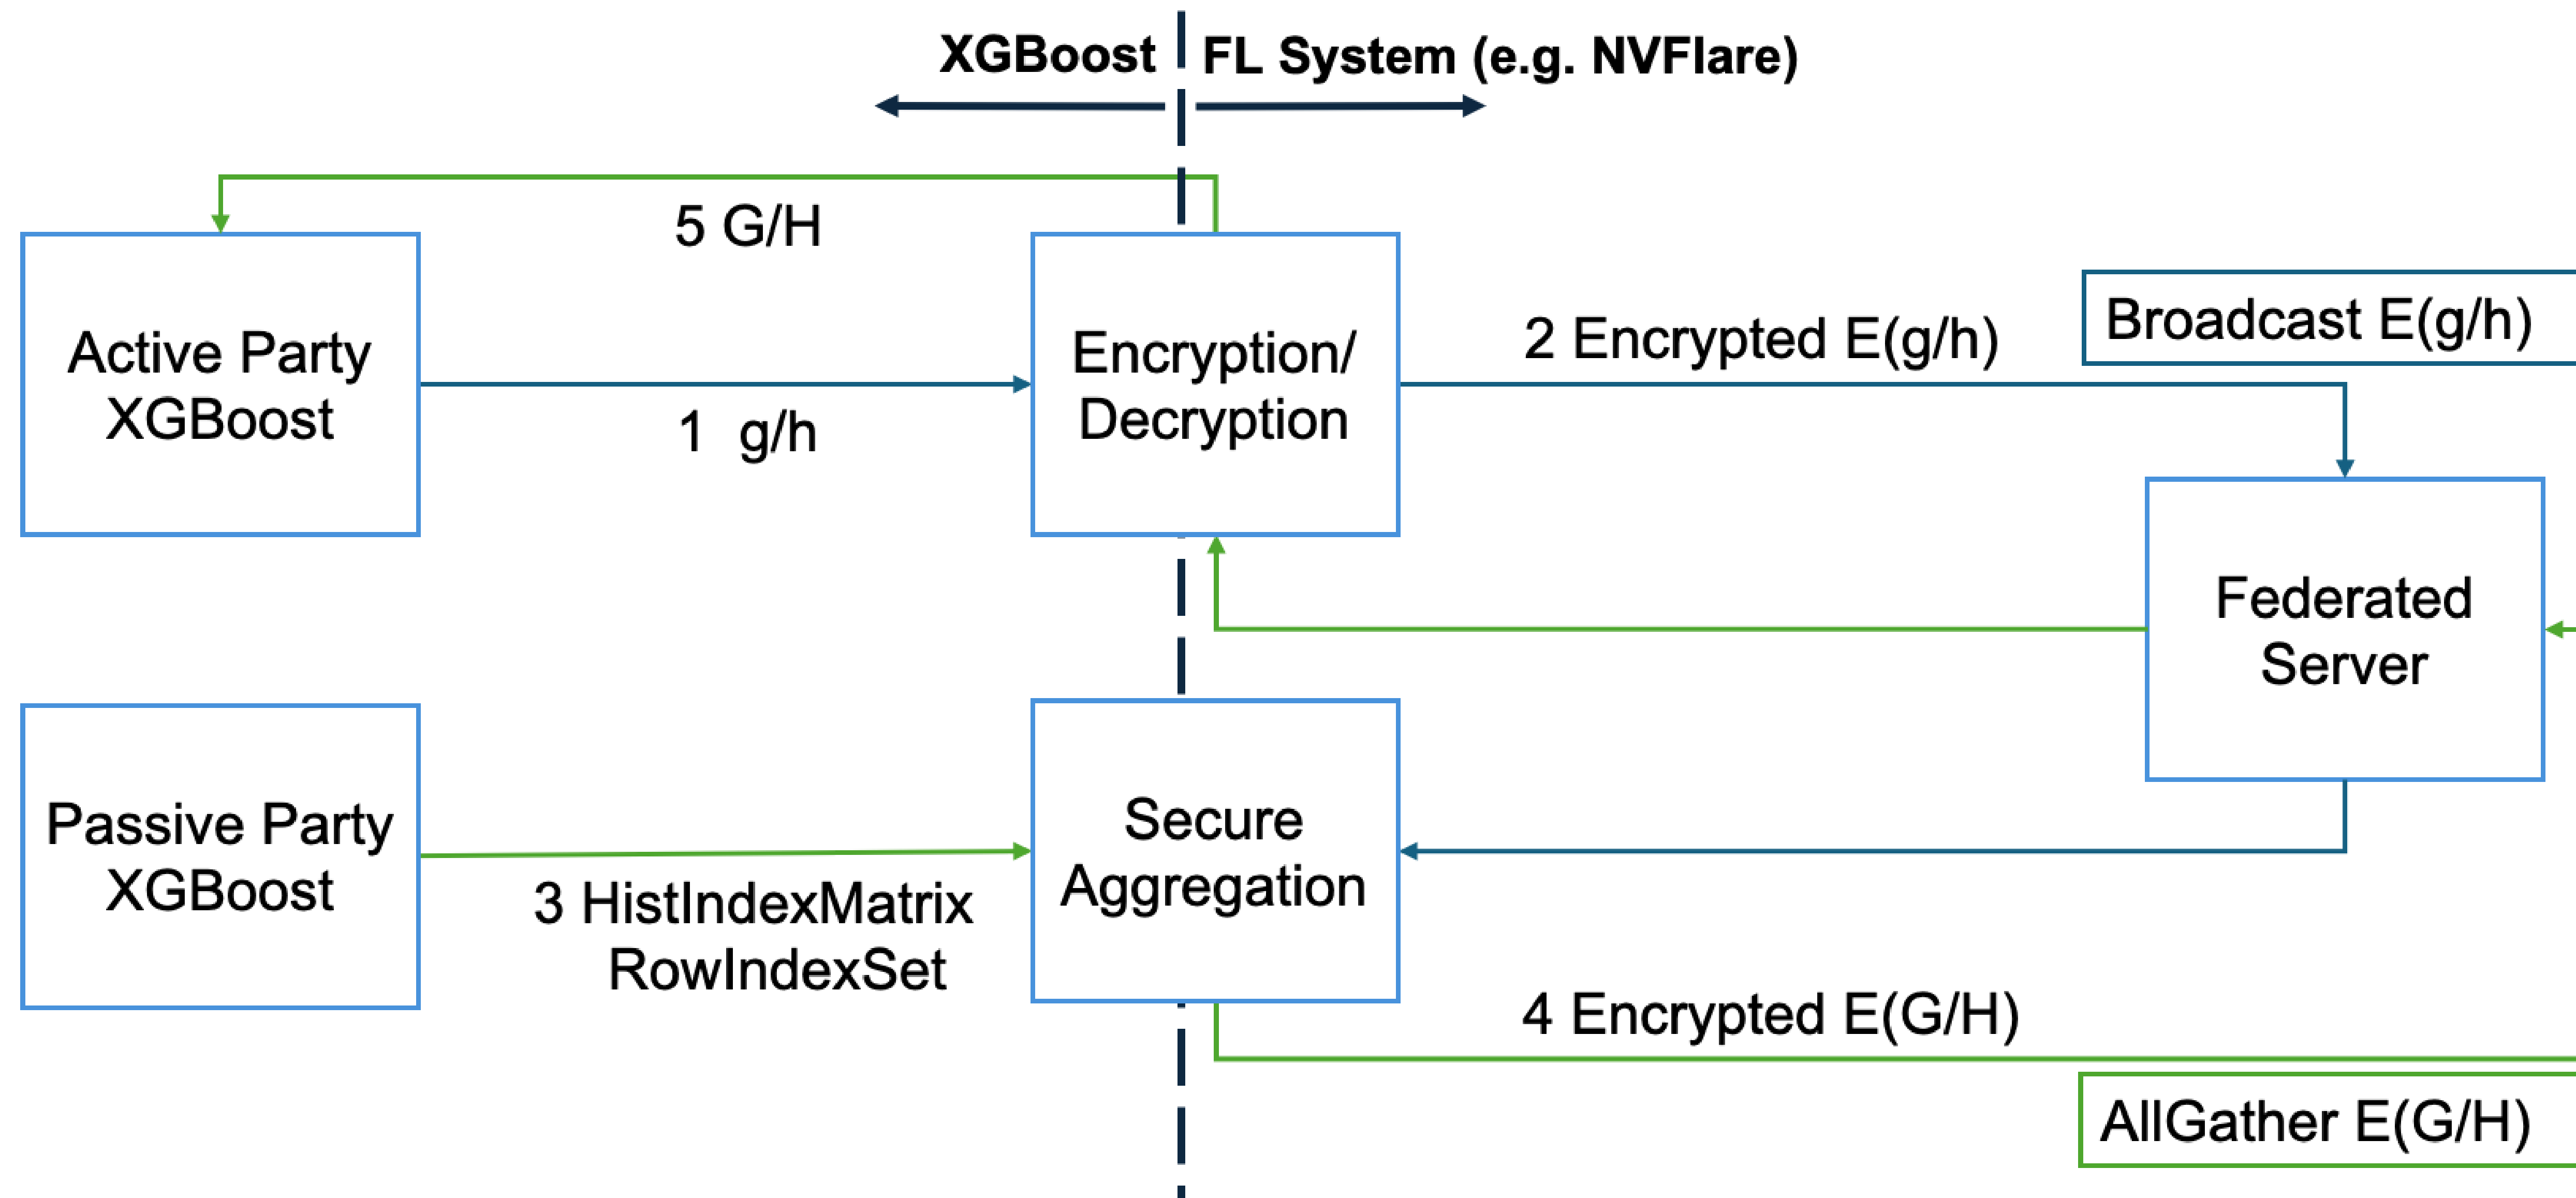 XGBoost
FL System (e.g. NVFlare)
5 G/H
Active Party
XGBoost
1 g/h
Encryption/
Decryption
2 Encrypted E(g/h)
Broadcast E(g/h)
Federated
Server
Passive Party
XGBoost
3 HistIndexMatrix
RowIndexSet
Secure
Aggregation
4 Encrypted E(G/H)
AllGather E(G/H)